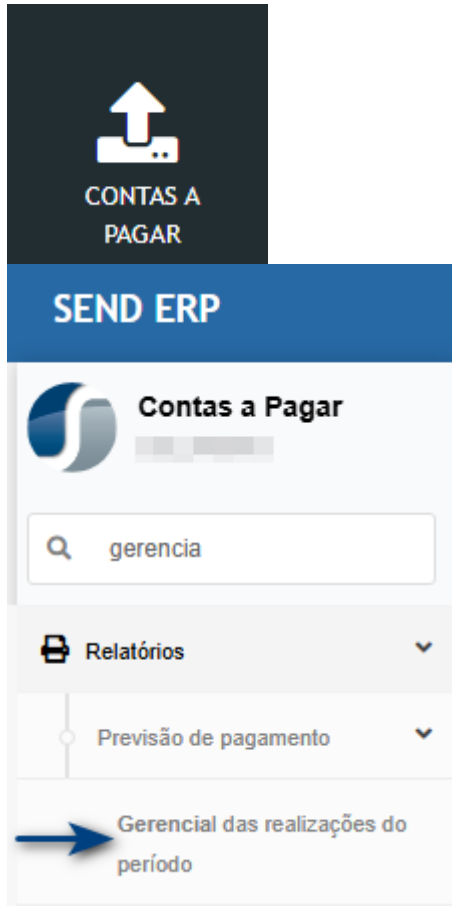 CONTAS A
PAGAR
SEND ERP
Contas a Pagar
gerencia
Relatórios
Previsão de pagamento
Gerencial das realizações do
período